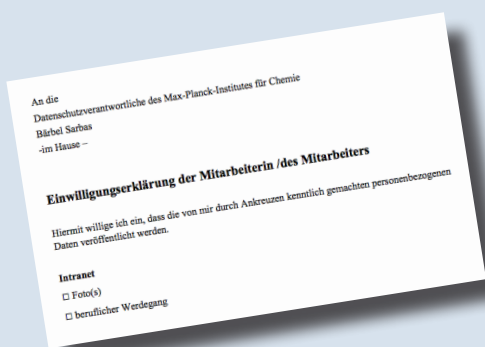 An die
Datenschutzverantwortliche des Max-Planck-Institutes für Chemie
Bärbel Sarbas
-im Hause –
Einwilligungserklärung der Mitarbeiterin /des Mitarbeiters
Hiermit willige ich ein, dass die von mir durch Ankreuzen kenntlich gemachten personenbezogenen
Daten veröffentlicht werden.
Intranet
☐ Foto(s)
☐ beruflicher Werdegang